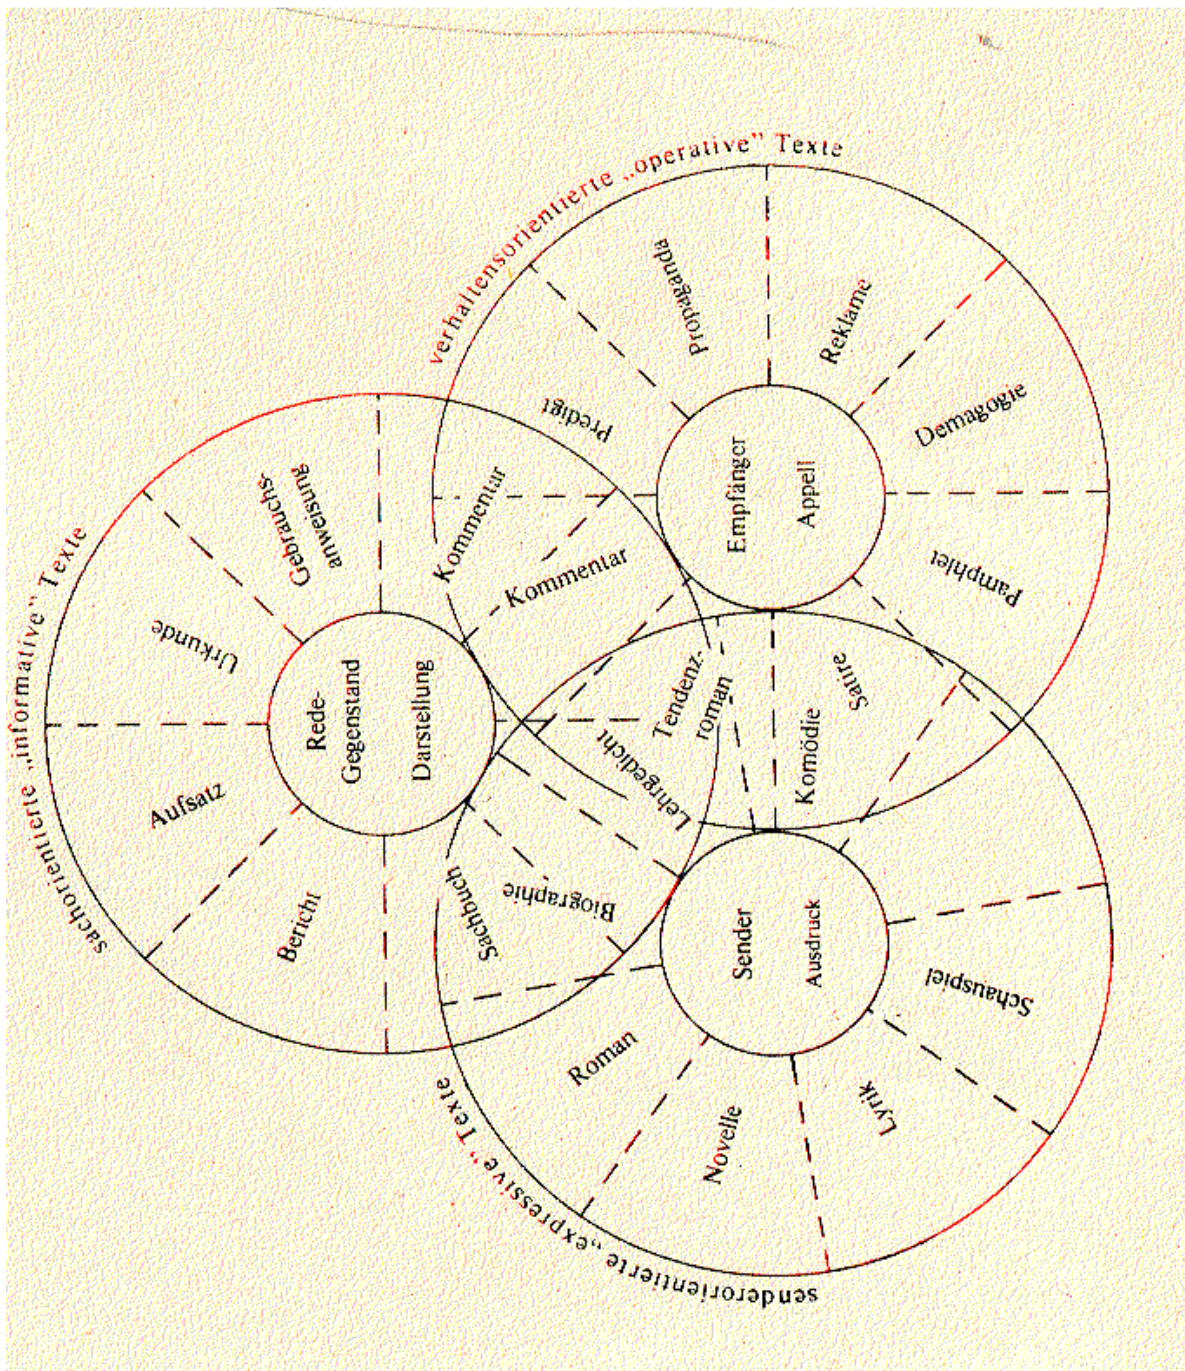 verhaltensorientierte „operative” Texte
Predigt
Propaganda
Reklame
Demagogie
Pamphlet
Empfänger
Appell
sachorientierte „informative” Texte
Bericht
Aufsatz
Urkunde
Gebrauchs-
anweisung
Rede-
Gegenstand
Darstellung
Kommentar
Kommentar
Tendenz-
roman
Lehrgedicht
Satire
Komödie
Sachbuch
Biographie
Sender
Ausdruck
Roman
Novelle
Lyrik
Schauspiel
senderorientierte „expressive” Texte